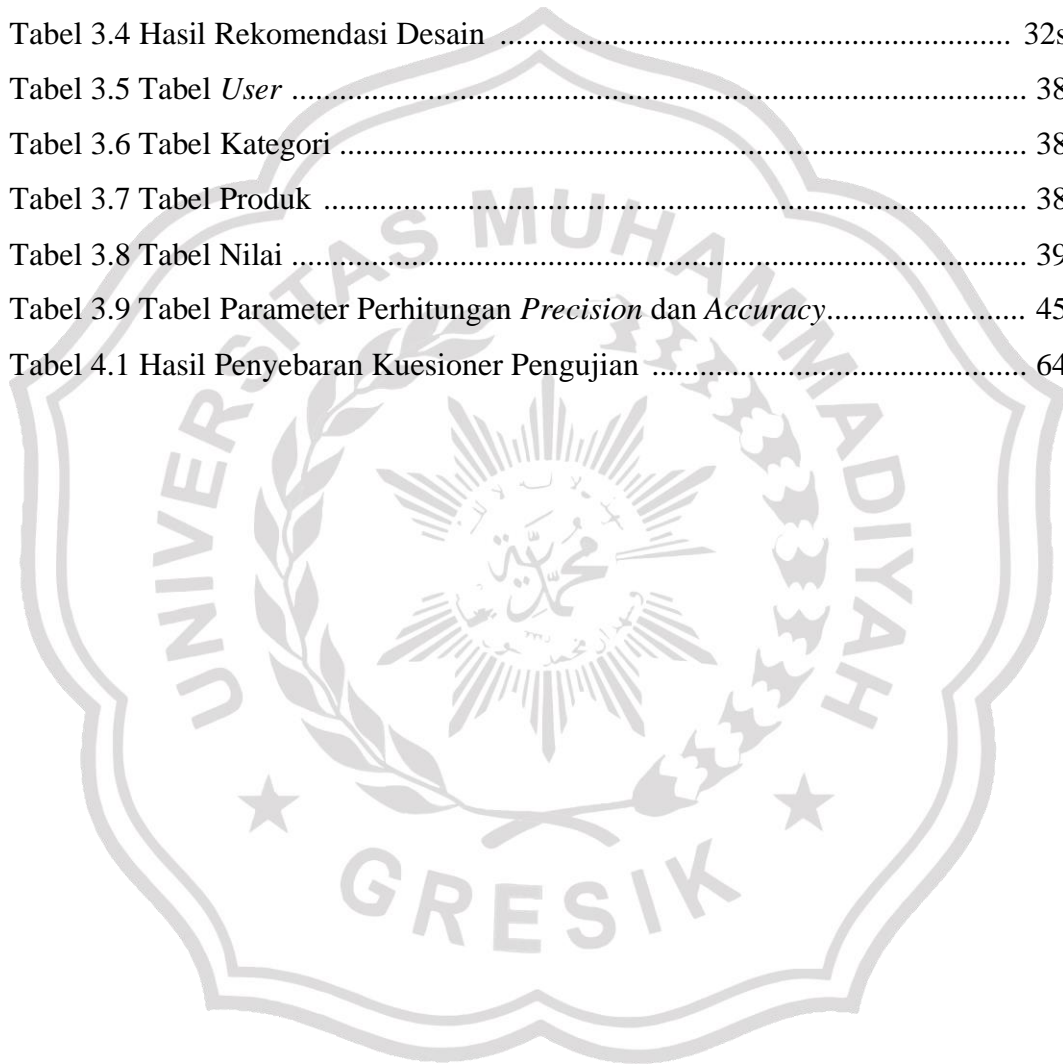 Tabel 3.4 Hasil Rekomendasi Desain .................................................................. 32s
Tabel 3.5 Tabel User ............................................................................................... 38
Tabel 3.6 Tabel Kategori ......................................................................................... 38
Tabel 3.7 Tabel Produk ........................................................................................... 38
Tabel 3.8 Tabel Nilai ............................................................................................... 39
Tabel 3.9 Tabel Parameter Perhitungan Precision dan Accuracy.......................... 45
Tabel 4.1 Hasil Penyebaran Kuesioner Pengujian ................................................ 64
UNIVERSITAS MUHAMMADIYAH
GRESIK